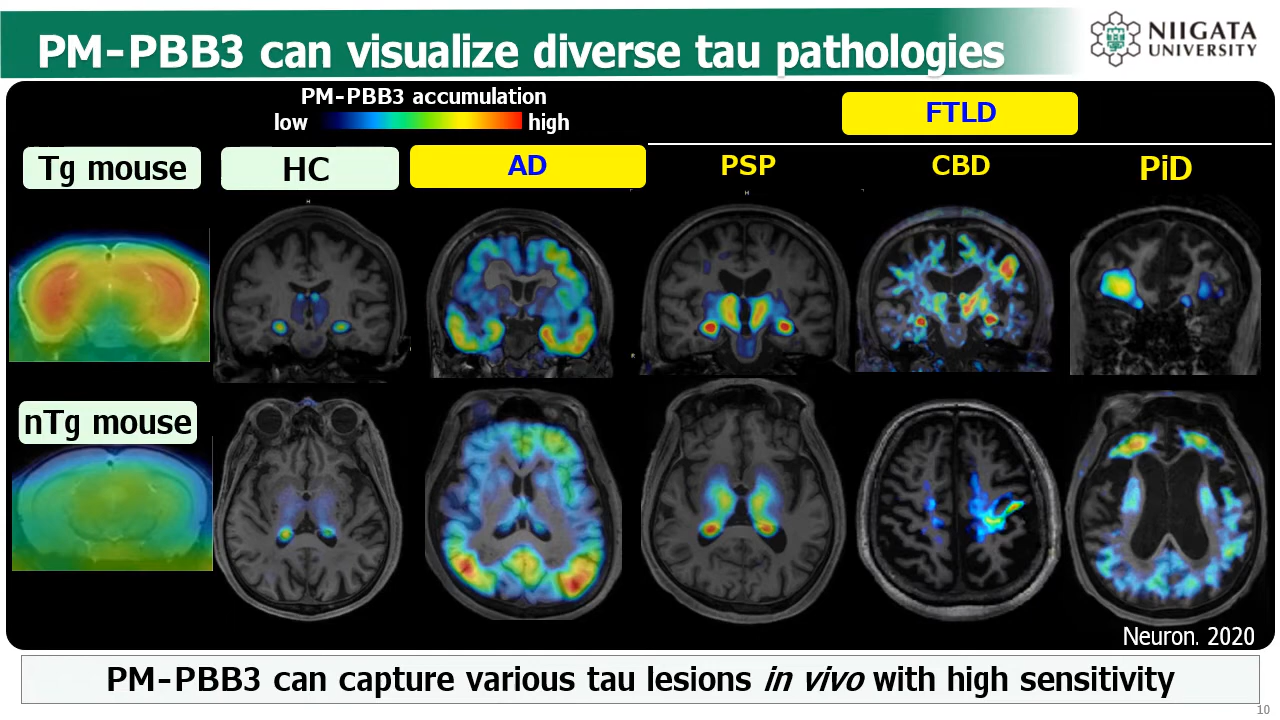 PM-PBB3 can visualize diverse tau pathologies
NIIGATA
UNIVERSITY
PM-PBB3 accumulation
low
high
FTLD
Tg mouse
HC
AD
PSP
CBD
PiD
H
H
R
nTg mouse
Neuron. 2020
PM-PBB3 can capture various tau lesions in vivo with high sensitivity
10